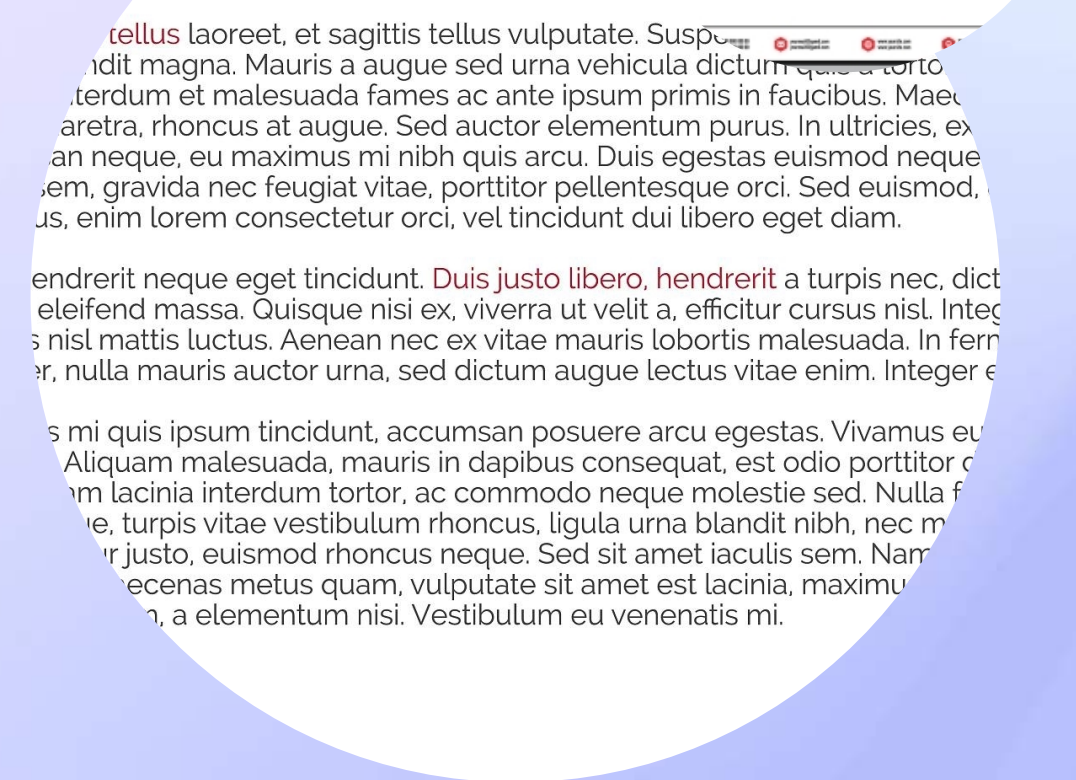 tellus laoreet, et sagittis tellus vulputate.
magna. Mauris a augue sed urna vehicula dictum quis a
et malesuada fames ac ante ipsum primis in faucibus.
rhoncus at augue. Sed auctor elementum purus. In ultricies,
neque, eu maximus mi nibh quis arcu. Duis egestas euismod neque
sem, gravida nec feugiat vitae, porttitor pellentesque orci. Sed euismod,
enim lorem consectetur orci, vel tincidunt dui libero eget diam.
neque eget tincidunt. Duis justo libero, hendrerit a turpis nec,
eleifend massa. Quisque nisi ex, viverra ut velit a, efficitur cursus nisl.
nisl mattis luctus. Aenean nec ex vitae mauris lobortis malesuada. In
nulla mauris auctor urna, sed dictum augue lectus vitae enim. Integer
mi quis ipsum tincidunt, accumsan posuere arcu egestas. Vivamus eu
Aliquam malesuada, mauris in dapibus consequat, est odio porttitor
lacinia interdum tortor, ac commodo neque molestie sed. Nulla
turpis vitae vestibulum rhoncus, ligula urna blandit nibh, nec
justo, euismod rhoncus neque. Sed sit amet iaculis sem. Nam
metus quam, vulputate sit amet est lacinia,
a elementum nisi. Vestibulum eu venenatis mi.